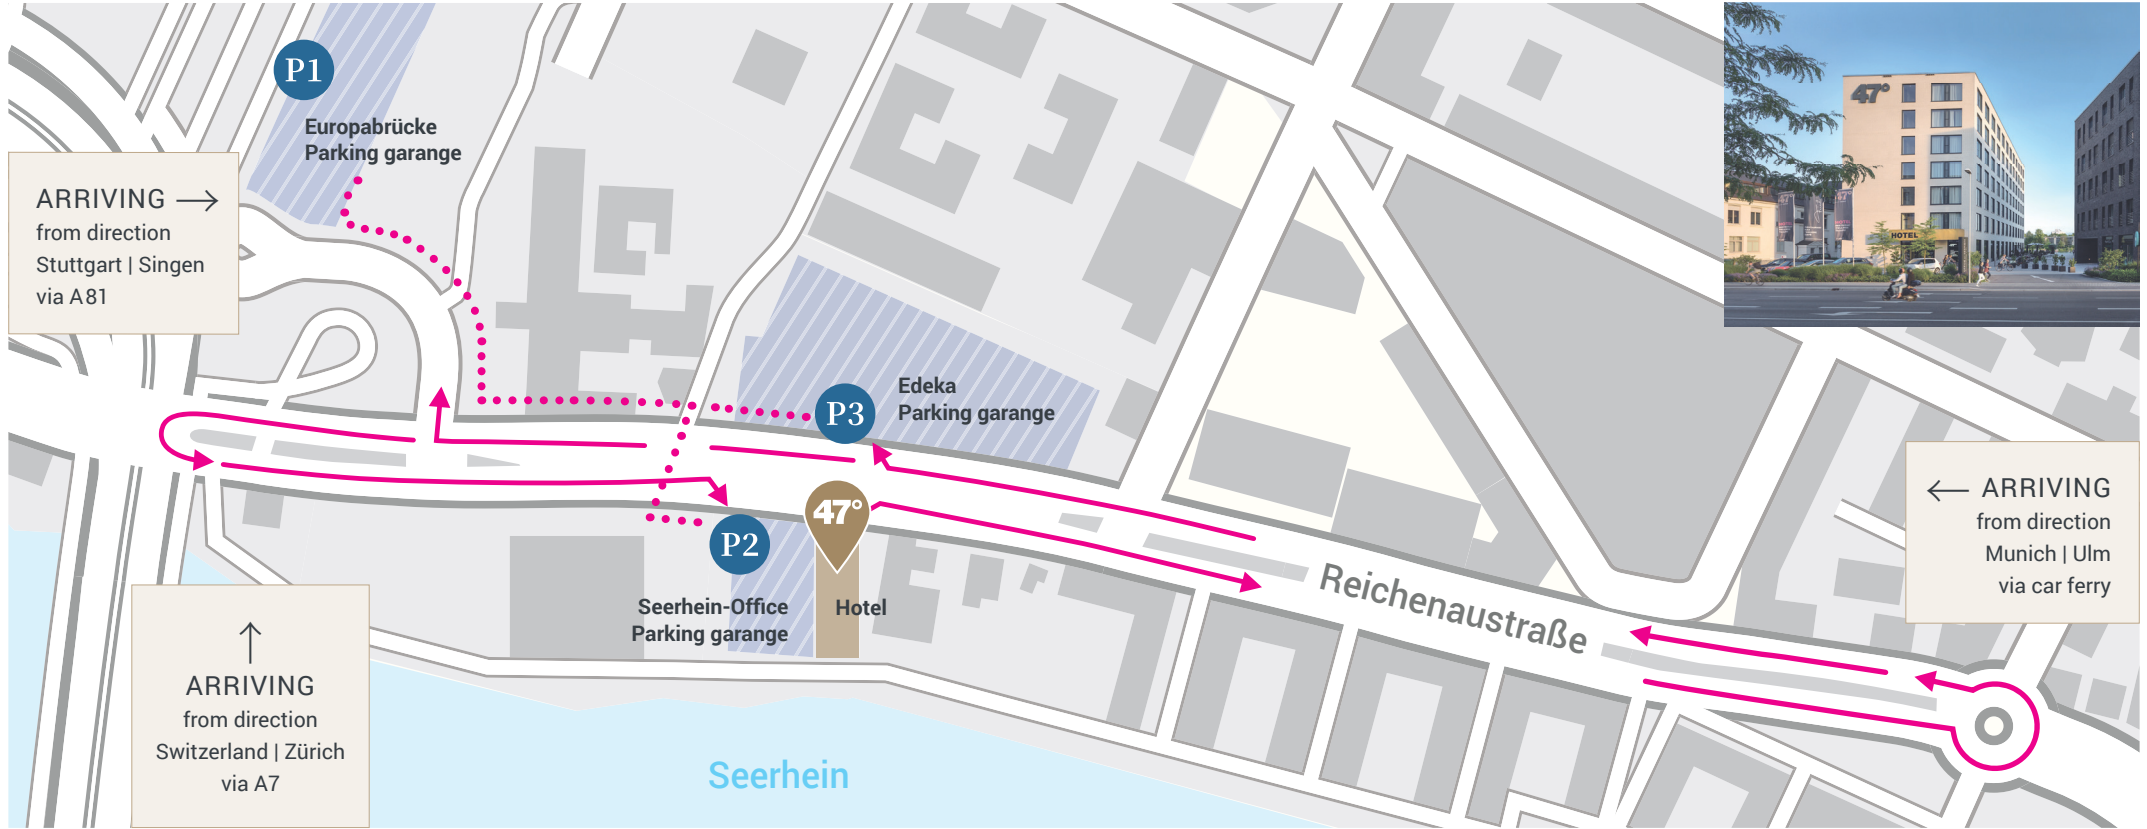 P1
Europabrücke
Parking garange
ARRIVING →
from direction
Stuttgart | Singen
via A81
47°
HOTEL
P3
Edeka
Parking garange
47°
P2
Seerhein-Office
Parking garange
Hotel
Reichenaustraße
← ARRIVING
from direction
Munich | Ulm
via car ferry
↑
ARRIVING
from direction
Switzerland | Zürich
via A7
Seerhein